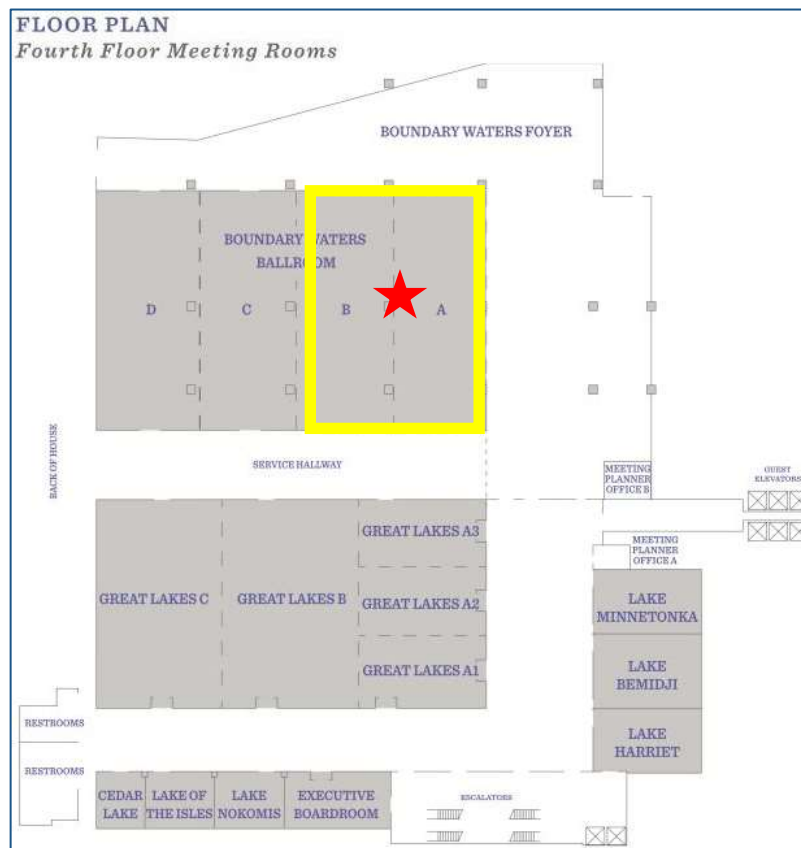 FLOOR PLAN
Fourth Floor Meeting Rooms
BOUNDARY WATERS FOYER
BOUNDARY WATERS
BALLROOM
D
C
B
A
BACK OF HOUSE
SERVICE HALLWAY
MEETING
PLANNER
OFFICE B
GUEST
ELEVATORS
MEETING
PLANNER
OFFICE A
GREAT LAKES C
GREAT LAKES B
GREAT LAKES A3
GREAT LAKES A2
GREAT LAKES A1
LAKE
MINNETONKA
LAKE
BEMIDJI
LAKE
HARRIET
RESTROOMS
RESTROOMS
CEDAR
LAKE
LAKE OF
THE ISLES
LAKE
NOKOMIS
EXECUTIVE
BOARDROOM
ESCALATORS